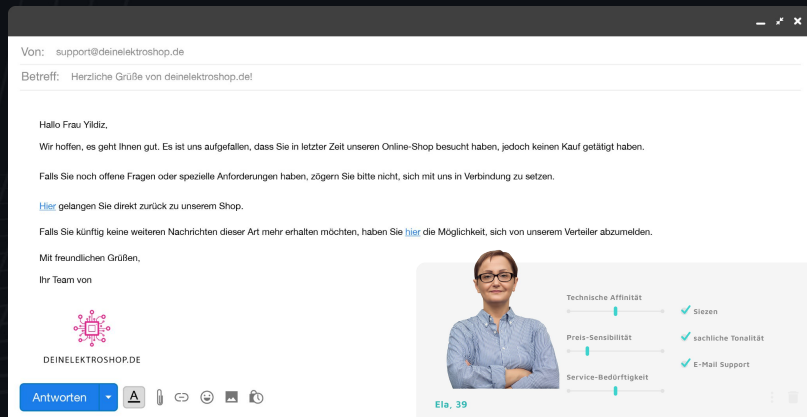 Von: support@deinelektroshop.de
Betreff: Herzliche Grüße von deinelektroshop.de!
Hallo Frau Yildiz,
Wir hoffen, es geht Ihnen gut. Es ist uns aufgefallen, dass Sie in letzter Zeit unseren Online-Shop besucht haben, jedoch keinen Kauf getätigt haben.
Falls Sie noch offene Fragen oder spezielle Anforderungen haben, zögern Sie bitte nicht, sich mit uns in Verbindung zu setzen.
Hier gelangen Sie direkt zurück zu unserem Shop.
Falls Sie künftig keine weiteren Nachrichten dieser Art mehr erhalten möchten, haben Sie hier die Möglichkeit, sich von unserem Verteiler abzumelden.
Mit freundlichen Grüßen,
Ihr Team von
DEINELEKTROSHOP.DE
Antworten
A
Technische Affinität
Preis-Sensibilität
Service-Bedürftigkeit
Siezen
sachliche Tonalität
E-Mail Support
Ela, 39